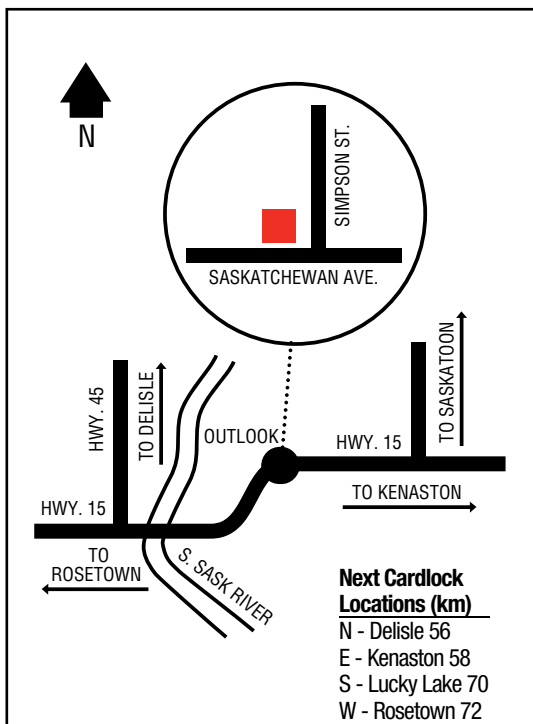 N
SIMPSON ST.
SASKATCHEWAN AVE.
HWY. 45
TO DELISLE
OUTLOOK
HWY. 15
TO SASKATOON
TO KENASTON
HWY. 15
TO
ROSETOWN
S. SASK RIVER
Next Cardlock
Locations (km)
N - Delisle 56
E - Kenaston 58
S - Lucky Lake 70
W - Rosetown 72